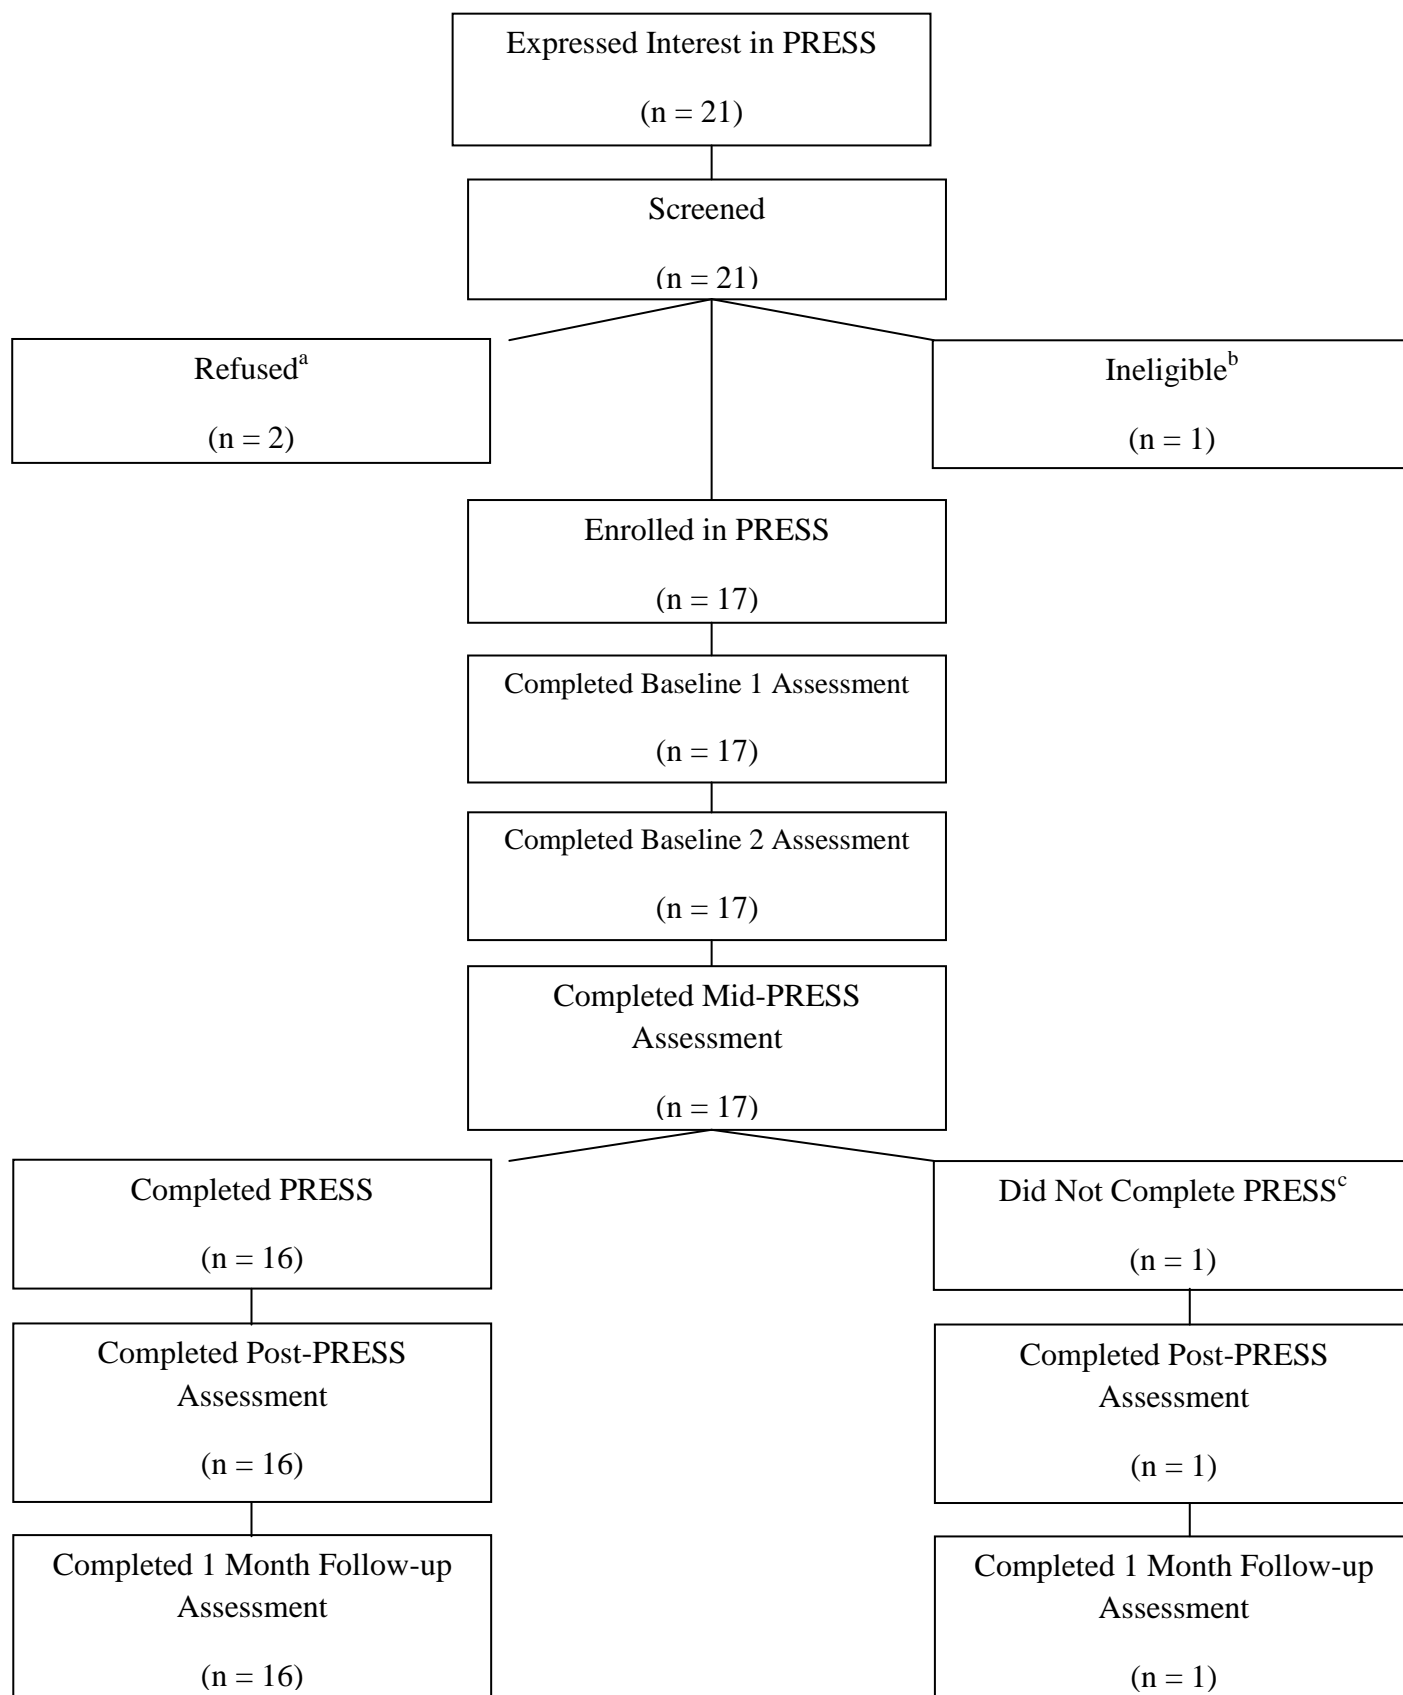 Expressed Interest in PRESS
(n = 21)
Screened
(n = 21)
Refusedᵃ
(n = 2)
Ineligibleᵇ
(n = 1)
Enrolled in PRESS
(n = 17)
Completed Baseline 1 Assessment
(n = 17)
Completed Baseline 2 Assessment
(n = 17)
Completed Mid-PRESS
Assessment
(n = 17)
Completed PRESS
(n = 16)
Did Not Complete PRESSᶜ
(n = 1)
Completed Post-PRESS
Assessment
(n = 16)
Completed Post-PRESS
Assessment
(n = 1)
Completed 1 Month Follow-up
Assessment
(n = 16)
Completed 1 Month Follow-up
Assessment
(n = 1)